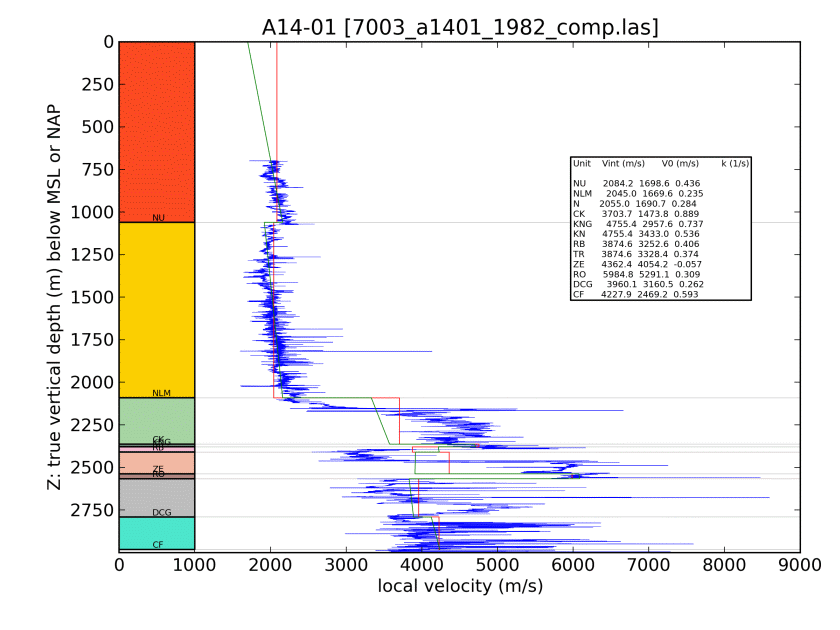 A14-01 [7003_a1401_1982_comp.las]
Z: true vertical depth (m) below MSL or NAP
0
250
500
750
1000
1250
1500
1750
2000
2250
2500
2750
NU
NLM
CK
KNG
RB
ZE
RO
DCG
CF
Unit Vint (m/s) V0 (m/s) k (1/s)
NU 2084.2 1698.6 0.436
NLM 2045.0 1669.6 0.235
N 2055.0 1690.7 0.284
CK 3703.7 1473.8 0.889
KNG 4755.4 2957.6 0.737
KN 4755.4 3433.0 0.536
RB 3874.6 3252.6 0.406
TR 3874.6 3328.4 0.374
ZE 4362.4 4054.2 -0.057
RO 5984.8 5291.1 0.309
DCG 3960.1 3160.5 0.262
CF 4227.9 2469.2 0.593
0 1000 2000 3000 4000 5000 6000 7000 8000 9000
local velocity (m/s)